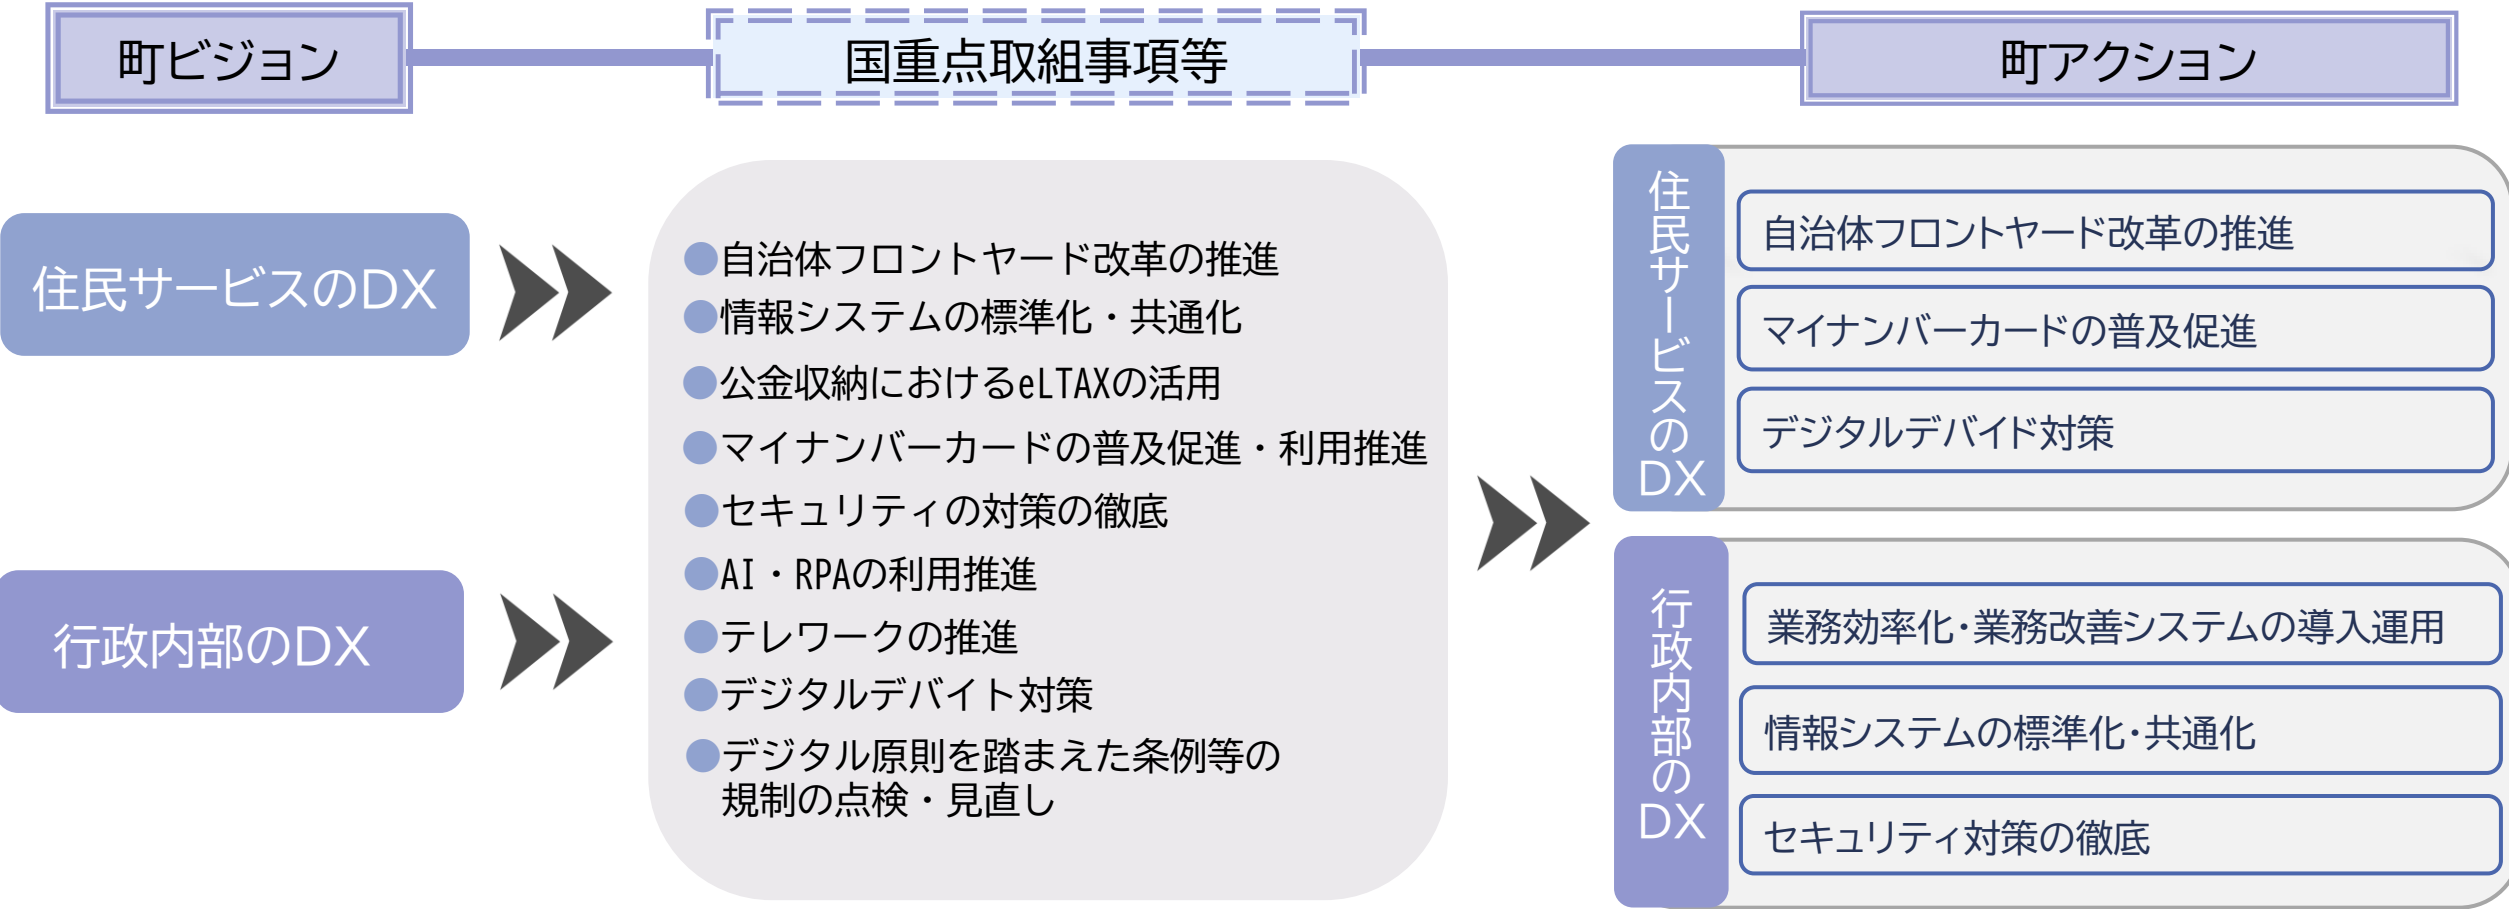 町ビジョン
国重点取組事項等
町アクション
住民サービスのDX
行政内部のDX
●自治体フロントヤード改革の推進
●情報システムの標準化・共通化
●公金収納におけるeLTAXの活用
●マイナンバーカードの普及促進・利用推進
●セキュリティの対策の徹底
●AI・RPAの利用推進
●テレワークの推進
●デジタルデバイト対策
●デジタル原則を踏まえた条例等の
規制の点検・見直し
住民サービスのDX
自治体フロントヤード改革の推進
マイナンバーカードの普及促進
デジタルデバイド対策
行政内部のDX
業務効率化･業務改善システムの導入運用
情報システムの標準化･共通化
セキュリティ対策の徹底